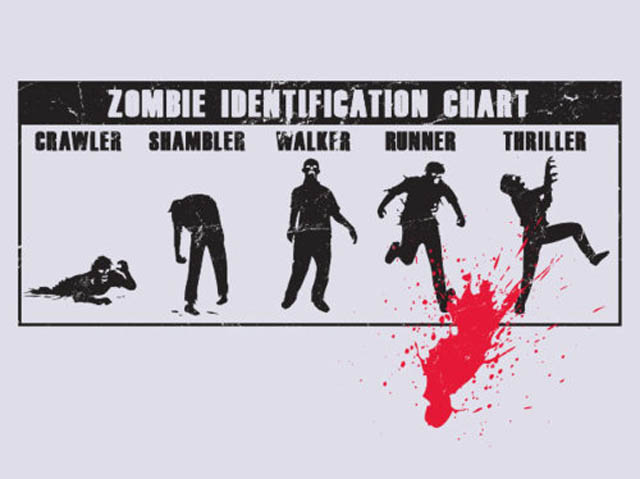 ZOMBIE IDENTIFICATION CHART
CRAWLER SHAMBLER WALKER RUNNER THRILLER